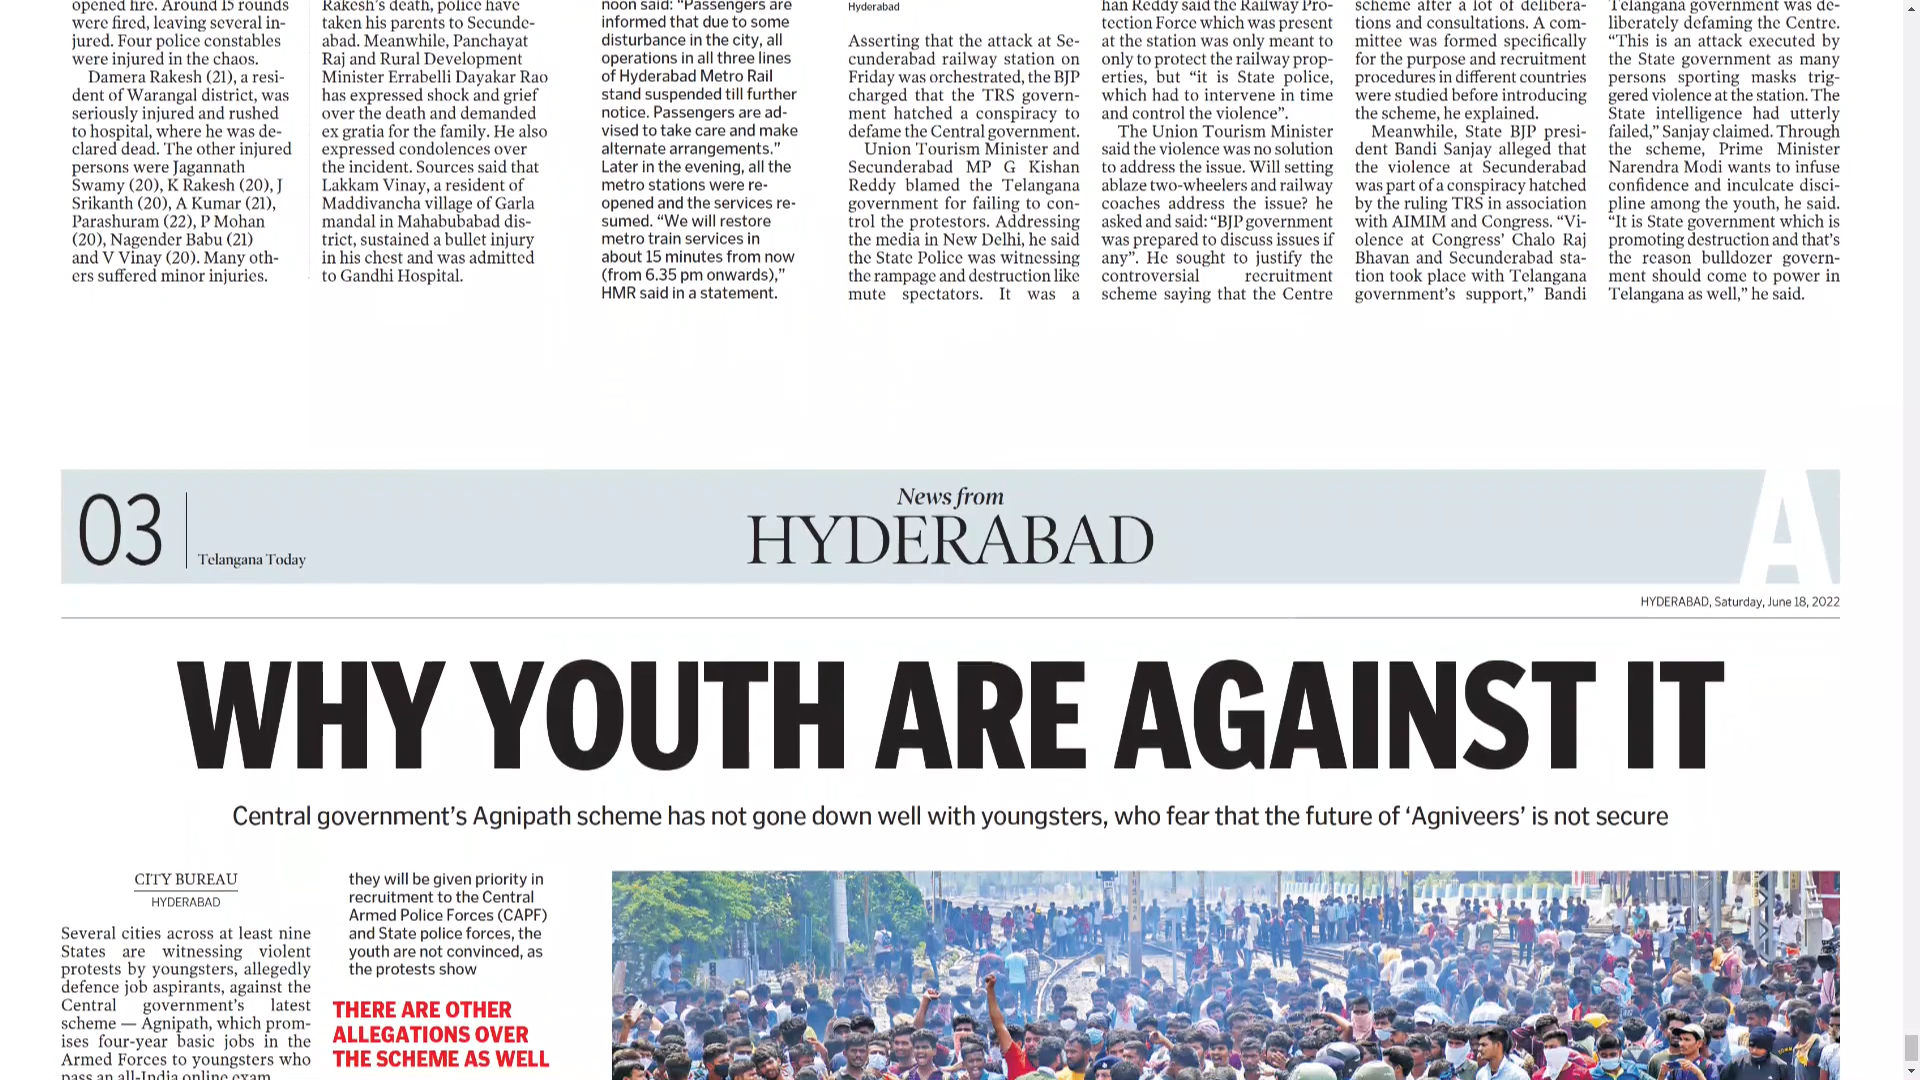 opened fire. Around 15 rounds
were fired, leaving several in-
jured. Four police constables
were injured in the chaos.
Damera Rakesh (21), a resi-
dent of Warangal district, was
seriously injured and rushed
to hospital, where he was de-
clared dead. The other injured
persons were Jagannath
Swamy (20), K Rakesh (20), J
Srikanth (20), A Kumar (21),
Parashuram (22), P Mohan
(20), Nagender Babu (21)
and V Vinay (20). Many oth-
ers suffered minor injuries.
Rakesh's death, police have
taken his parents to Secunde-
abad. Meanwhile, Panchayat
Raj and Rural Development
Minister Errabelli Dayakar Rao
has expressed shock and grief
over the death and demanded
ex gratia for the family. He also
expressed condolences over
the incident. Sources said that
Lakkam Vinay, a resident of
Maddivancha village of Garla
mandal in Mahabubabad dis-
trict, sustained a bullet injury
in his chest and was admitted
to Gandhi Hospital.
noon said: "Passengers are
informed that due to some
disturbance in the city, all
operations in all three lines
of Hyderabad Metro Rail
stand suspended till further
notice. Passengers are ad-
vised to take care and make
alternate arrangements."
Later in the evening, all the
metro stations were re-
opened and the services re-
sumed. "We will restore
metro train services in
about 15 minutes from now
(from 6.35 pm onwards),"
HMR said in a statement.
Hyderabad
Asserting that the attack at Se-
cunderabad railway station on
Friday was orchestrated, the BJP
charged that the TRS govern-
ment hatched a conspiracy to
defame the Central government.
Union Tourism Minister and
Secunderabad MP G Kishan
Reddy blamed the Telangana
government for failing to con-
trol the protestors. Addressing
the media in New Delhi, he said
the State Police was witnessing
the rampage and destruction like
mute spectators. It was a
han Reddy said the Railway Pro-
tection Force which was present
at the station was only meant to
only to protect the railway prop-
erties, but "it is State police,
which had to intervene in time
and control the violence".
The Union Tourism Minister
said the violence was no solution
to address the issue. Will setting
ablaze two-wheelers and railway
coaches address the issue? he
asked and said: "BJP government
was prepared to discuss issues if
any". He sought to justify the
controversial recruitment
scheme saying that the Centre
scheme after a lot of delibera-
tions and consultations. A com-
mittee was formed specifically
for the purpose and recruitment
procedures in different countries
were studied before introducing
the scheme, he explained.
Meanwhile, State BJP presi-
dent Bandi Sanjay alleged that
the violence at Secunderabad
was part of a conspiracy hatched
by the ruling TRS in association
with AIMIM and Congress. "Vi-
olence at Congress' Chalo Raj
Bhavan and Secunderabad sta-
tion took place with Telangana
government's support," Bandi
Telangana government was de-
liberately defaming the Centre.
"This is an attack executed by
the State government as many
persons sporting masks trig-
gered violence at the station. The
State intelligence had utterly
failed," Sanjay claimed. Through
the scheme, Prime Minister
Narendra Modi wants to infuse
confidence and inculcate disci-
pline among the youth, he said.
"It is State government which is
promoting destruction and that's
the reason bulldozer govern-
ment should come to power in
Telangana as well," he said.
03
Telangana Today
News from
HYDERABAD
A
HYDERABAD, Saturday, June 18, 2022
WHY YOUTH ARE AGAINST IT
Central government's Agnipath scheme has not gone down well with youngsters, who fear that the future of 'Agniveers' is not secure
CITY BUREAU
HYDERABAD
Several cities across at least nine
States are witnessing violent
protests by youngsters, allegedly
defence job aspirants, against the
Central government's latest
scheme — Agnipath, which prom-
ises four-year basic jobs in the
Armed Forces to youngsters who
pass an all-India online exam
they will be given priority in
recruitment to the Central
Armed Police Forces (CAPF)
and State police forces, the
youth are not convinced, as
the protests show
THERE ARE OTHER
ALLEGATIONS OVER
THE SCHEME AS WELL